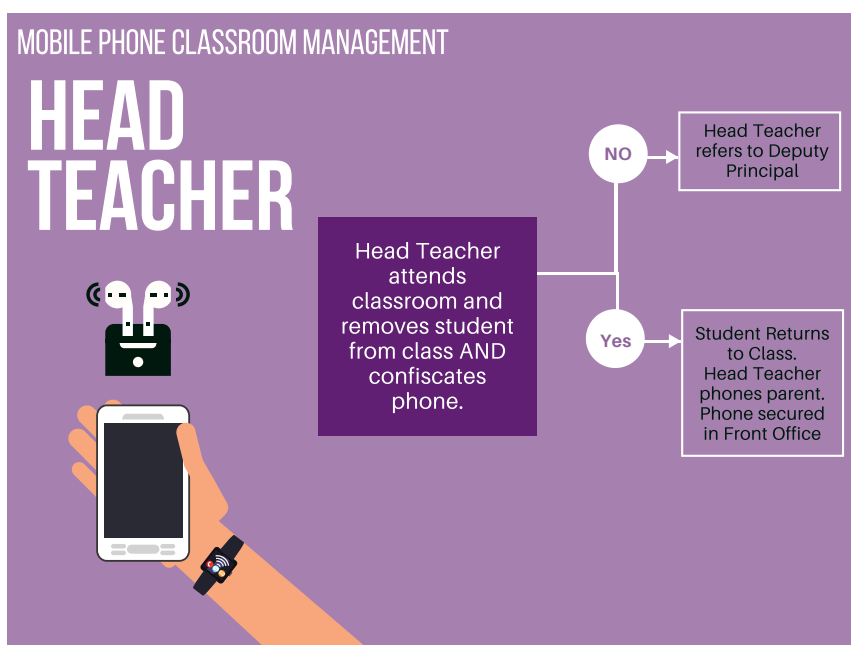 MOBILE PHONE CLASSROOM MANAGEMENT
HEAD
TEACHER
Head Teacher
attends
classroom and
removes student
from class AND
confiscates
phone.
NO
Head Teacher
refers to Deputy
Principal
Yes
Student Returns
to Class.
Head Teacher
phones parent.
Phone secured
in Front Office